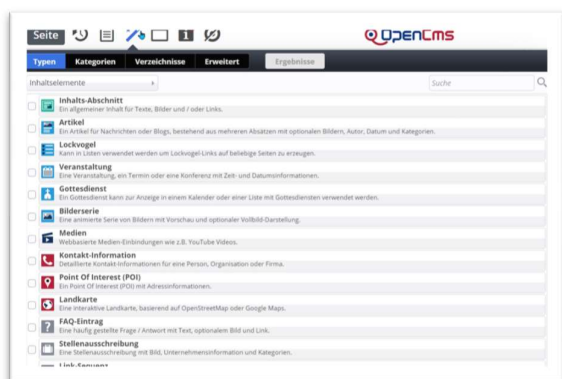 Seite
OpenCms
Typen Kategorien Verzeichnisse Erweitert Ergebnisse
Inhaltselemente Suche
Inhalts-Abschnitt
Ein allgemeiner Inhalt für Texte, Bilder und / oder Links.
Artikel
Ein Artikel für Nachrichten oder Blogs, bestehend aus mehreren Absätzen mit optionalen Bildern, Autor, Datum und Kategorien.
Lockvogel
Kann in Listen verwendet werden um Lockvogel-Links auf beliebige Seiten zu erzeugen.
Veranstaltung
Eine Veranstaltung, ein Termin oder eine Konferenz mit Zeit- und Datumsinformationen.
Gottesdienst
Ein Gottesdienst kann zur Anzeige in einem Kalender oder einer Liste mit Gottesdiensten verwendet werden.
Bilderserie
Eine animierte Serie von Bildern mit Vorschau und optionaler Vollbild-Darstellung.
Medien
Webbasierte Medien-Einbindungen wie z.B. YouTube Videos.
Kontakt-Information
Detaillierte Kontakt-Informationen für eine Person, Organisation oder Firma.
Point Of Interest (POI)
Ein Point Of Interest (POI) mit Adressinformationen.
Landkarte
Eine interaktive Landkarte, basierend auf OpenStreetMap oder Google Maps.
FAQ-Eintrag
Eine häufig gestellte Frage / Antwort mit Text, optionalem Bild und Link.
Stellenausschreibung
Eine Stellenausschreibung mit Bild, Unternehmensinformation und Kategorien.
Link-Sequenz